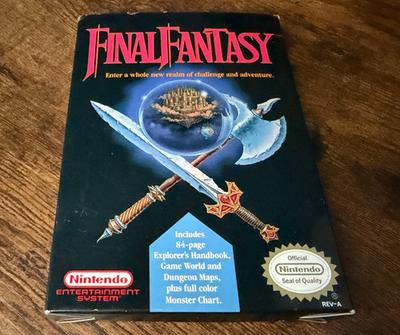 FINAL FANTASY
Enter a whole new realm of challenge and adventure.
Includes
84-page
Explorer's Handbook,
Game World and
Dungeon Maps,
plus full color
Monster Chart.
Nintendo
ENTERTAINMENT
SYSTEM
Official
Nintendo
Seal of Quality
REV-A